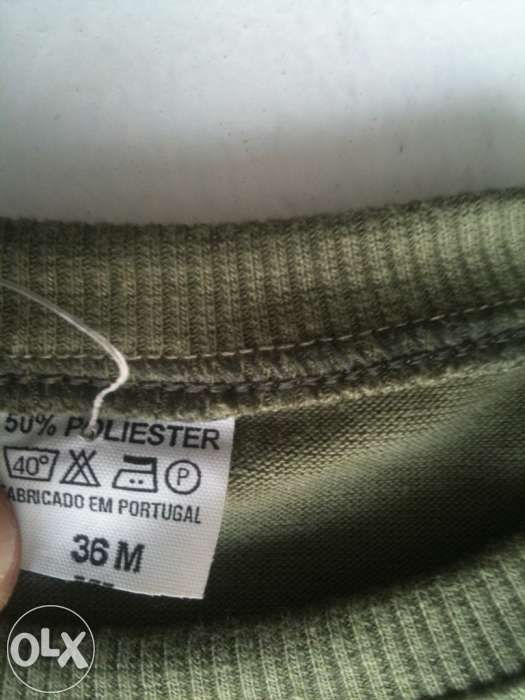 50% POLIESTER
40° P
FABRICADO EM PORTUGAL
36 M
OLX